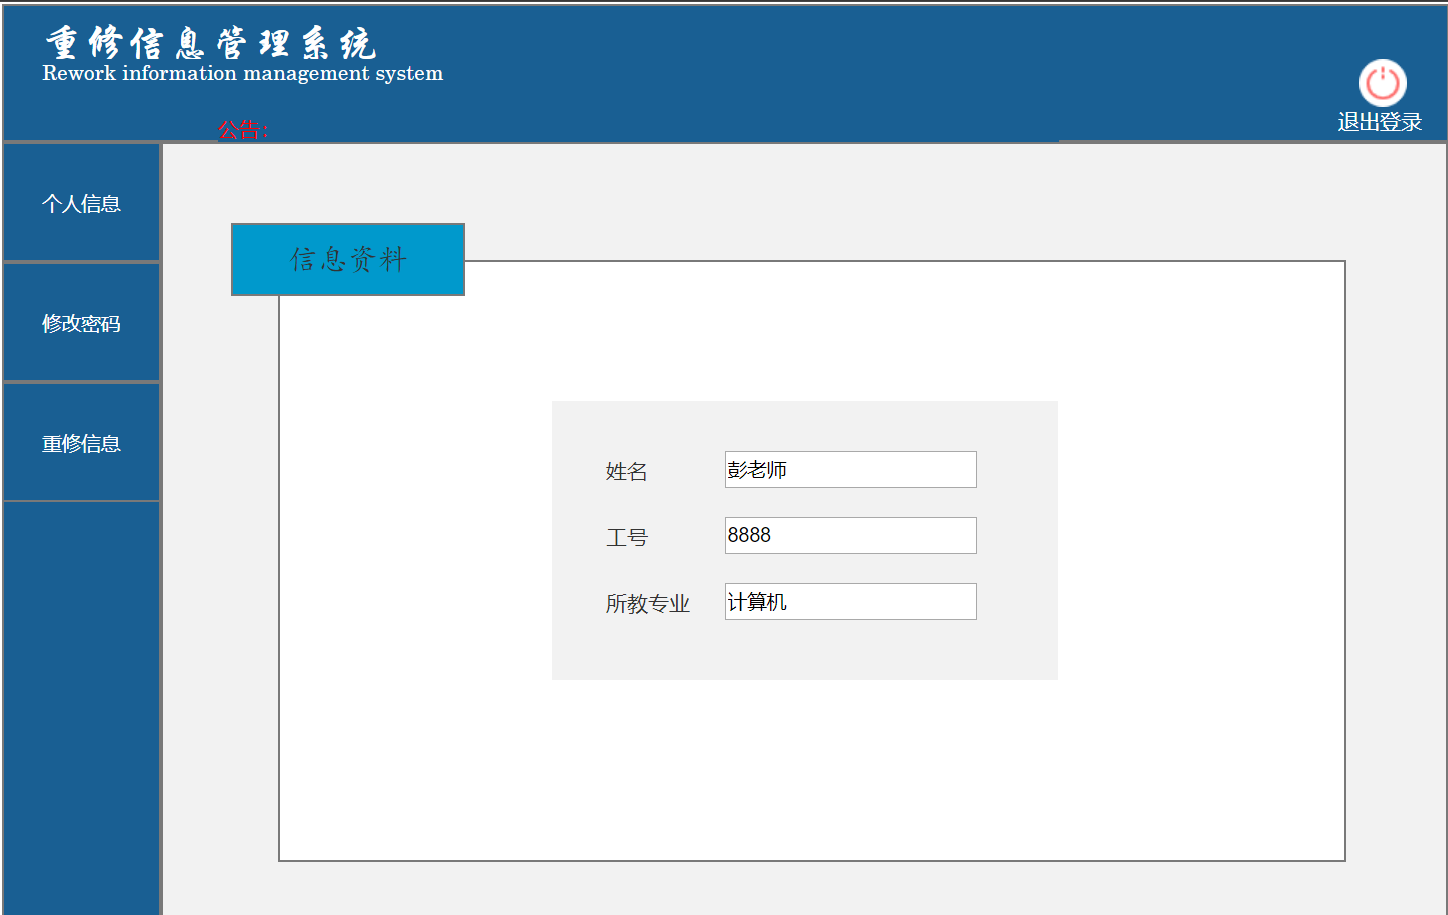 重修信息管理系统
Rework information management system
公告:
退出登录
个人信息
修改密码
重修信息
信息资料
姓名 彭老师
工号 8888
所教专业 计算机